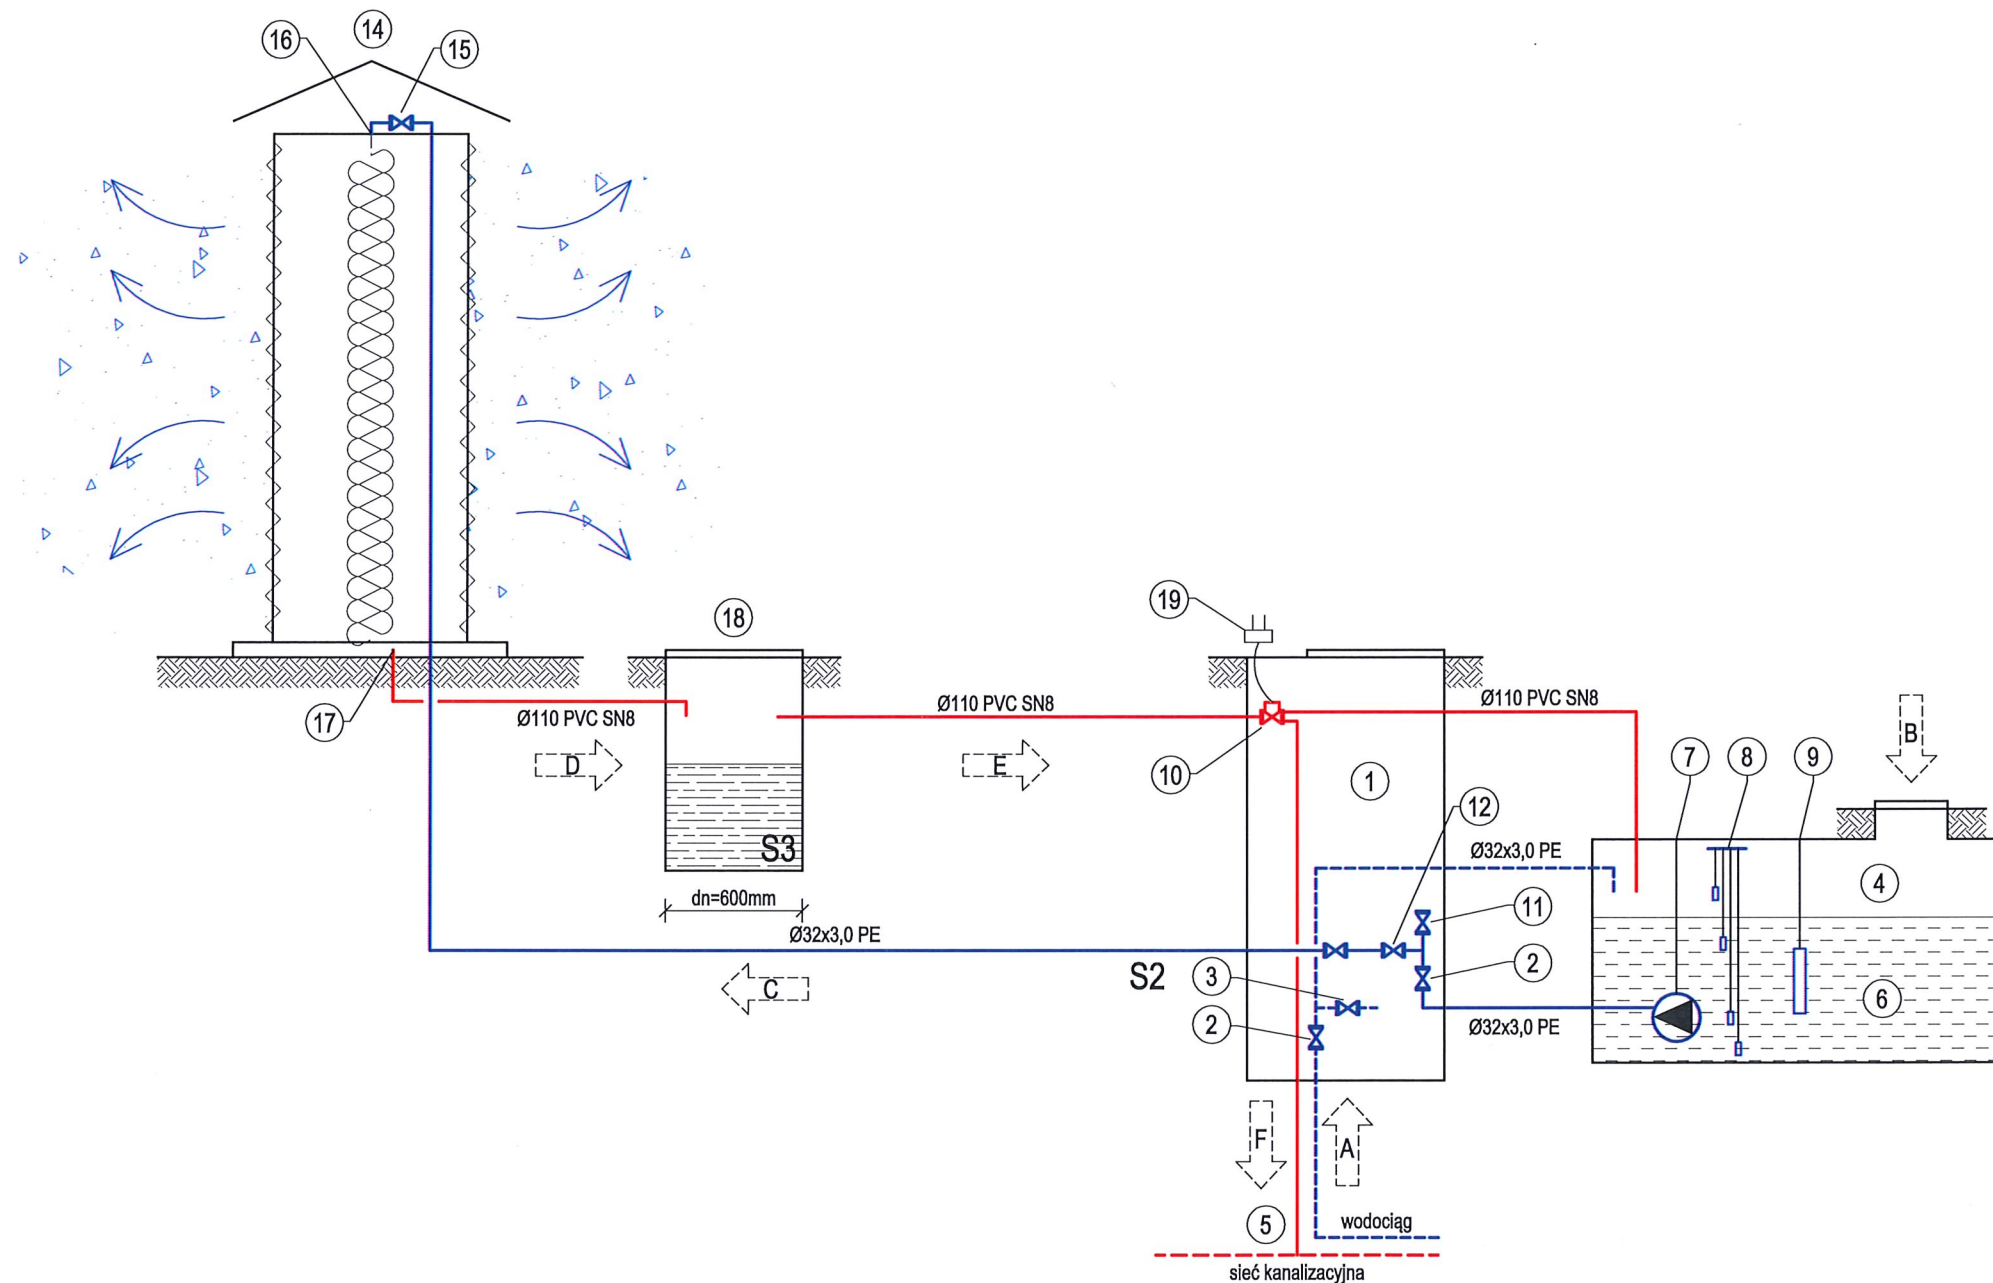 14
16
15
18
19
17
Ø110 PVC SN8
Ø110 PVC SN8
Ø110 PVC SN8
D
E
B
10
1
7
8
9
12
S3
Ø32x3,0 PE
4
dn=600mm
11
Ø32x3,0 PE
2
S2
3
C
6
2
Ø32x3,0 PE
F
A
5
wodociąg
sieć kanalizacyjna